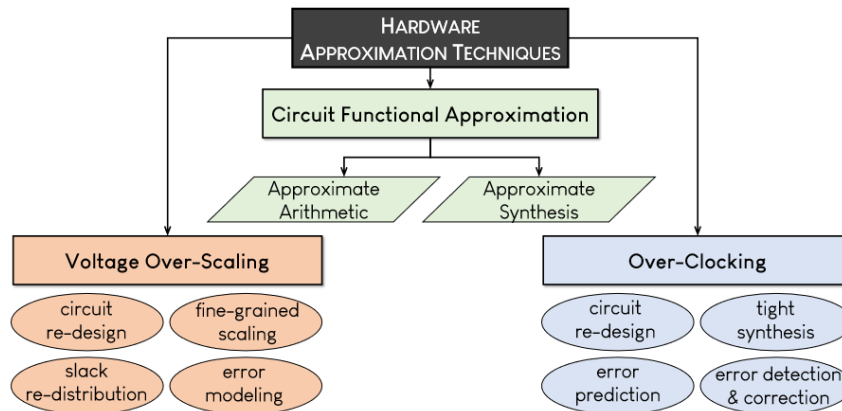 HARDWARE
APPROXIMATION TECHNIQUES
Circuit Functional Approximation
Approximate
Arithmetic
Approximate
Synthesis
Voltage Over-Scaling
circuit
re-design
fine-grained
scaling
slack
re-distribution
error
modeling
Over-Clocking
circuit
re-design
tight
synthesis
error
prediction
error detection
& correction